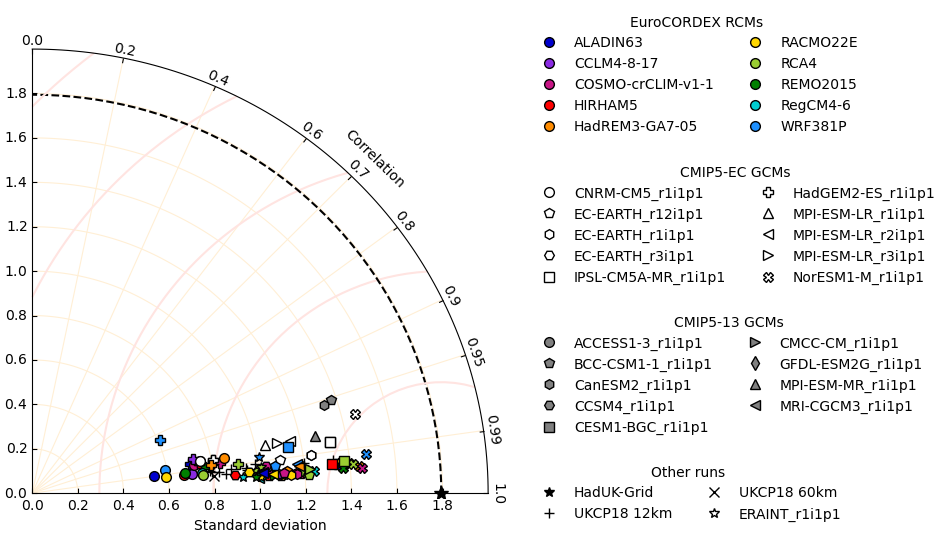 0.0
0.2
0.4
0.6
Correlation
0.7
0.8
0.9
0.95
0.99
1.0
1.8
1.6
1.4
1.2
1.0
0.8
0.6
0.4
0.2
0.0
0.0 0.2 0.4 0.6 0.8 1.0 1.2 1.4 1.6 1.8
Standard deviation
EuroCORDEX RCMs
ALADIN63 RACMO22E
CCLM4-8-17 RCA4
COSMO-crCLIM-v1-1 REMO2015
HIRHAM5 RegCM4-6
HadREM3-GA7-05 WRF381P
CMIP5-EC GCMs
CNRM-CM5_r1i1p1 HadGEM2-ES_r1i1p1
EC-EARTH_r12i1p1 MPI-ESM-LR_r1i1p1
EC-EARTH_r1i1p1 MPI-ESM-LR_r2i1p1
EC-EARTH_r3i1p1 MPI-ESM-LR_r3i1p1
IPSL-CM5A-MR_r1i1p1 NorESM1-M_r1i1p1
CMIP5-13 GCMs
ACCESS1-3_r1i1p1 CMCC-CM_r1i1p1
BCC-CSM1-1_r1i1p1 GFDL-ESM2G_r1i1p1
CanESM2_r1i1p1 MPI-ESM-MR_r1i1p1
CCSM4_r1i1p1 MRI-CGCM3_r1i1p1
CESM1-BGC_r1i1p1
Other runs
HadUK-Grid UKCP18 60km
UKCP18 12km ERAINT_r1i1p1